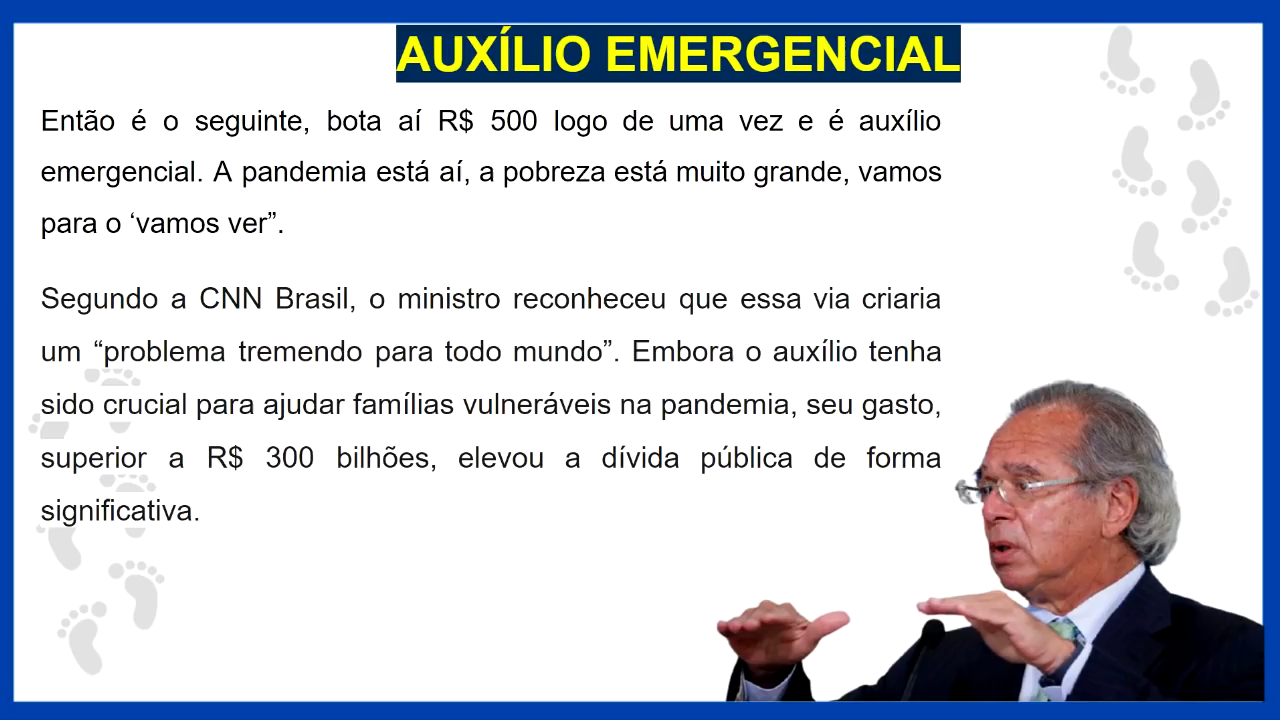 AUXÍLIO EMERGENCIAL
Então é o seguinte, bota aí R$ 500 logo de uma vez e é auxílio
emergencial. A pandemia está aí, a pobreza está muito grande, vamos
para o ‘vamos ver”.
Segundo a CNN Brasil, o ministro reconheceu que essa via criaria
um “problema tremendo para todo mundo”. Embora o auxílio tenha
sido crucial para ajudar famílias vulneráveis na pandemia, seu gasto,
superior a R$ 300 bilhões, elevou a dívida pública de forma
significativa.